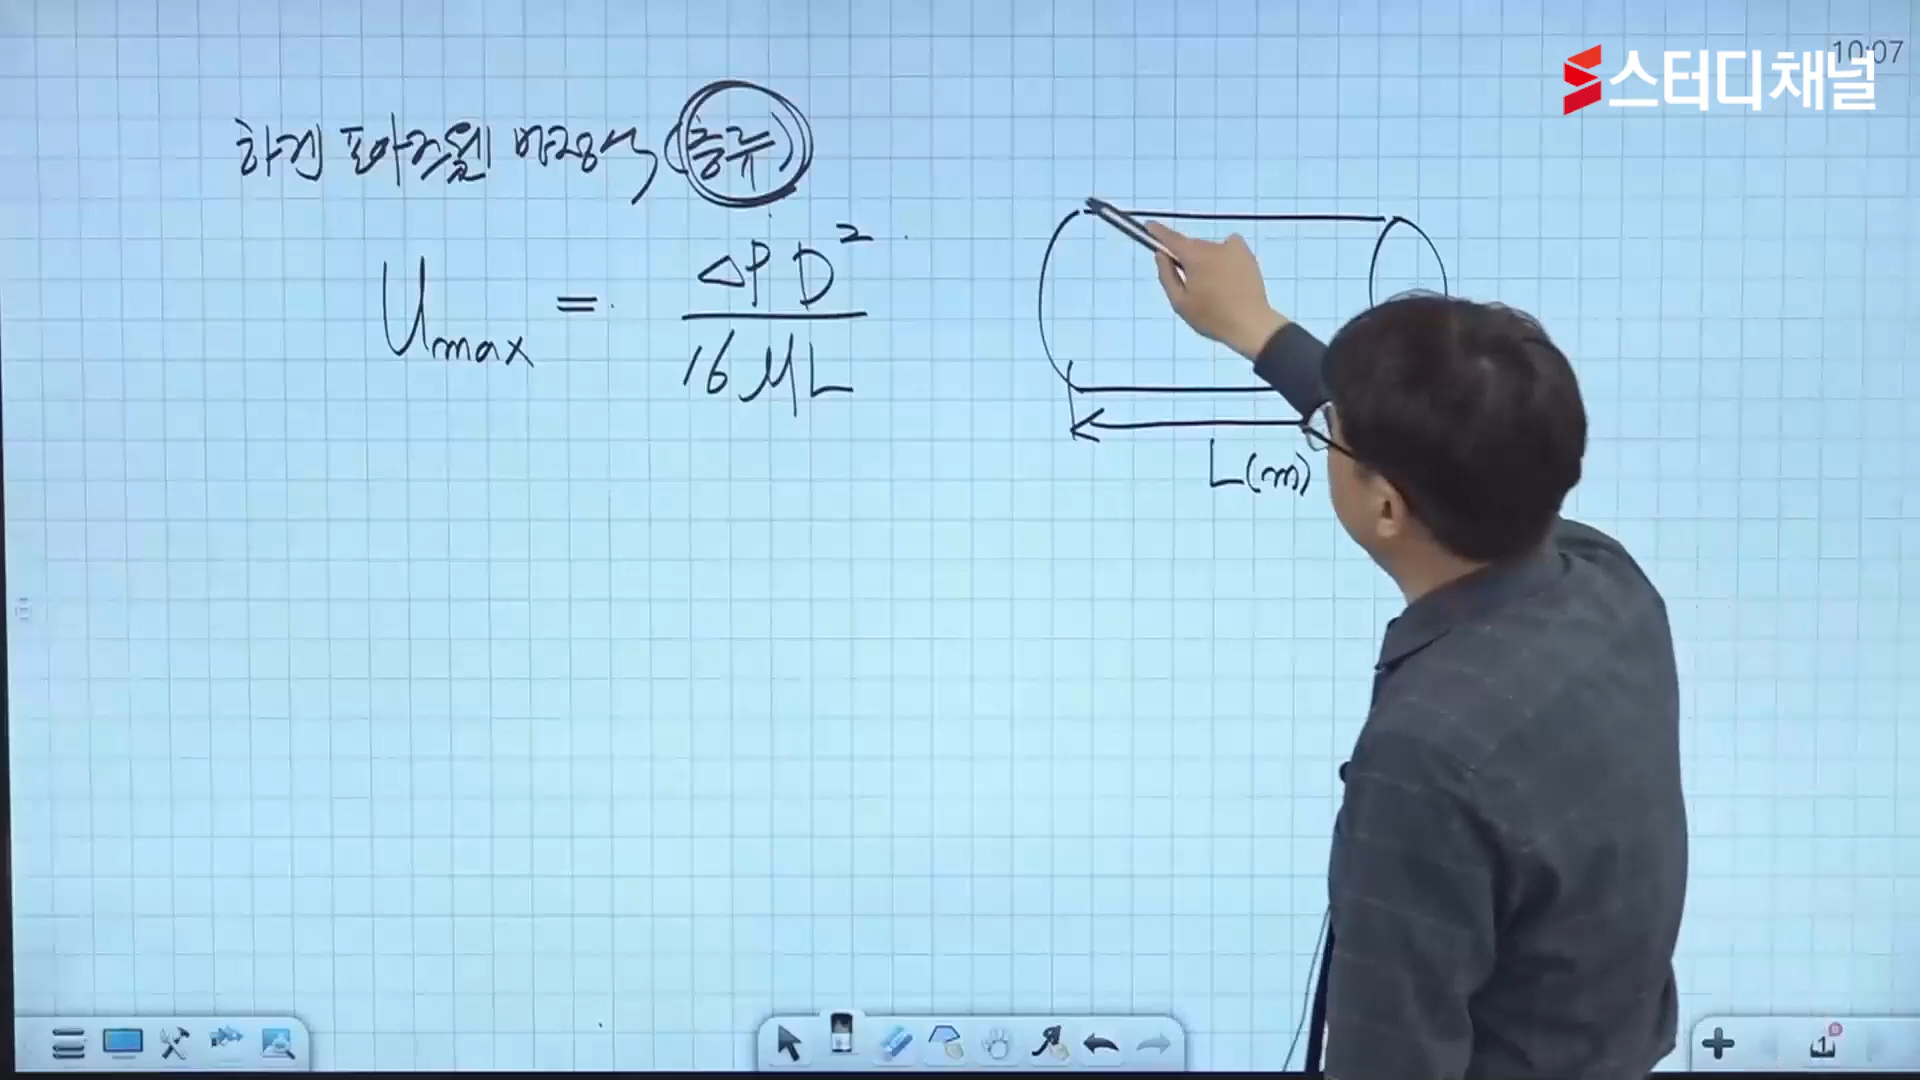 10:07
스터디채널
하겐 포아즈웰 방정식 (층류)
Umax = ΔP D² / 16 μ L
L(m)